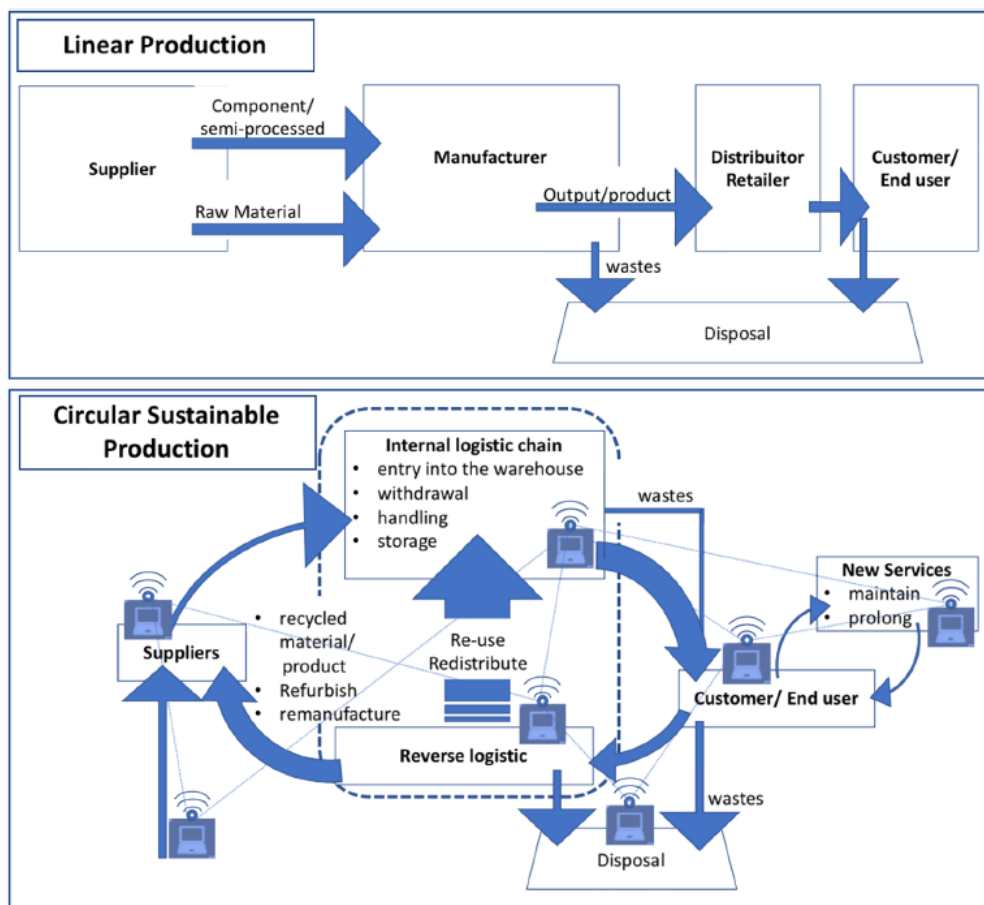 Linear Production
Component/
semi-processed
Supplier
Raw Material
Manufacturer
Output/product
wastes
Distribuitor
Retailer
Customer/
End user
Disposal
Circular Sustainable
Production
Internal logistic chain
• entry into the warehouse
• withdrawal
• handling
• storage
wastes
New Services
• maintain
• prolong
Suppliers
• recycled
material/
product
• Refurbish
• remanufacture
Re-use
Redistribute
Customer/ End user
Reverse logistic
wastes
Disposal